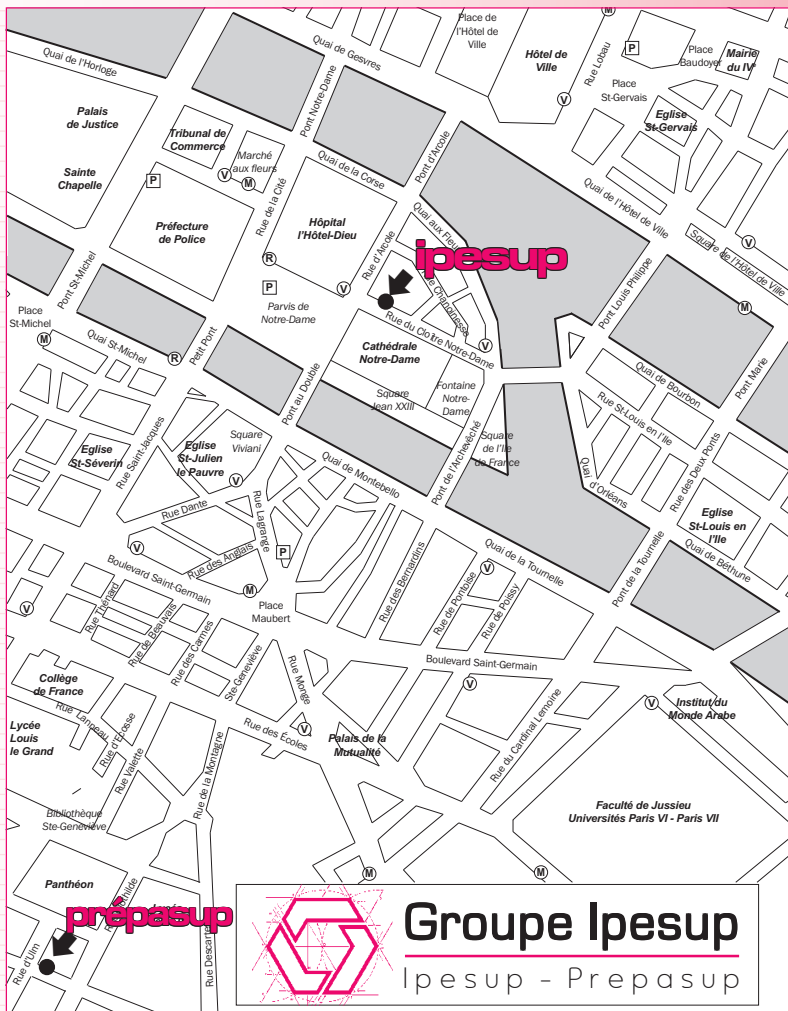 Place de
l'Hôtel de
Ville
M
Quai de Gesvres
Hôtel de
Ville
Rue Lobau
P
Place
Baudoyer
Mairie
du IVe
Quai de l'Horloge
Place
St-Gervais
V
Palais
de Justice
Pont Notre-Dame
Eglise
St-Gervais
Tribunal de
Commerce
Marché
aux fleurs
V
M
Pont d'Arcole
Quai de la Corse
Sainte
Chapelle
P
Rue de la Cité
Quai de l'Hôtel de Ville
Préfecture
de Police
Hôpital
l'Hôtel-Dieu
Quai aux Fleurs
Rue d'Arcole
Square de l'Hôtel de Ville
V
ipesup
R
Pont St-Michel
P
V
Chanoinesse
Pont Louis Philippe
Place
St-Michel
M
Parvis de
Notre-Dame
Rue du Cloître Notre-Dame
M
Quai St-Michel
R
Petit Pont
Cathédrale
Notre-Dame
V
Quai de Bourbon
Pont Marie
Pont au Double
Square
Jean XXIII
Fontaine
Notre-
Dame
Rue St-Louis en l'Ile
Eglise
St-Séverin
Rue Saint-Jacques
Eglise
St-Julien
le Pauvre
Square
Viviani
V
Quai de Montebello
Pont de l'Archevêché
Square
de l'Ile
de France
Quai
d'Orléans
Rue des Deux Ponts
Rue Dante
Rue Lagrange
Eglise
St-Louis en
l'Ile
V
Rue des Anglais
P
Quai de la Tournelle
Pont de la Tournelle
Quai de Béthune
Boulevard Saint-Germain
M
Place
Maubert
Rue des Bernardins
V
Rue de Pontoise
Rue de Poissy
V
Rue Thénard
Rue de Beauvais
Rue des Carmes
Ste-Geneviève
Rue Monge
Boulevard Saint-Germain
V
Collège
de France
Rue Lanneau
Rue d'Ecosse
Institut du
Monde Arabe
V
Lycée
Louis
le Grand
Rue Valette
Rue de la Montagne
Rue des Écoles
V
Palais de la
Mutualité
Rue du Cardinal Lemoine
Bibliothèque
Ste-Geneviève
Faculté de Jussieu
Universités Paris VI - Paris VII
M
M
Panthéon
prépasup
Rue d'Ulm
Rue Descartes
Groupe Ipesup
Ipesup - Prepasup